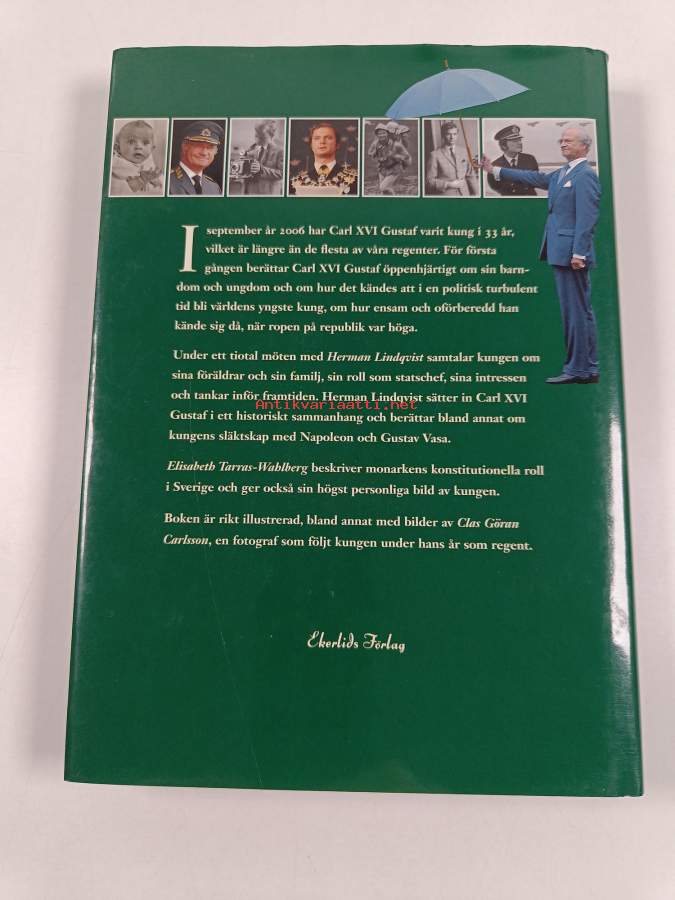 I september år 2006 har Carl XVI Gustaf varit kung i 33 år,
vilket är längre än de flesta av våra regenter. För första
gången berättar Carl XVI Gustaf öppenhjärtigt om sin barn-
dom och ungdom och om hur det kändes att i en politisk turbulent
tid bli världens yngste kung, om hur ensam och oförberedd han
kände sig då, när ropen på republik var höga.
Under ett tiotal möten med Herman Lindqvist samtalar kungen om
sina föräldrar och sin familj, sin roll som statschef, sina intressen
och tankar inför framtiden. Herman Lindqvist sätter in Carl XVI
Antikvariaatti.net
Gustaf i ett historiskt sammanhang och berättar bland annat om
kungens släktskap med Napoleon och Gustav Vasa.
Elisabeth Tarras-Wahlberg beskriver monarkens konstitutionella roll
i Sverige och ger också sin högst personliga bild av kungen.
Boken är rikt illustrerad, bland annat med bilder av Clas Göran
Carlsson, en fotograf som följt kungen under hans år som regent.
Ekerlids Förlag